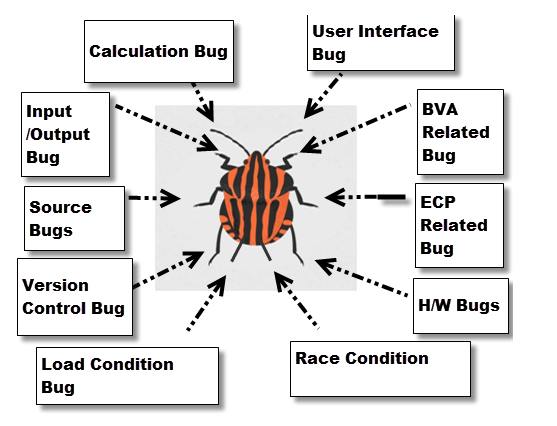 Calculation Bug
User Interface
Bug
Input
/Output
Bug
BVA
Related
Bug
Source
Bugs
ECP
Related
Bug
Version
Control Bug
H/W Bugs
Load Condition
Bug
Race Condition